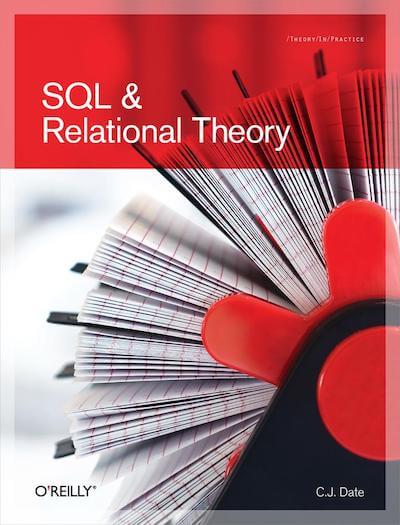 /THEORY/IN/PRACTICE
SQL &
Relational Theory
O'REILLY®
C.J. Date